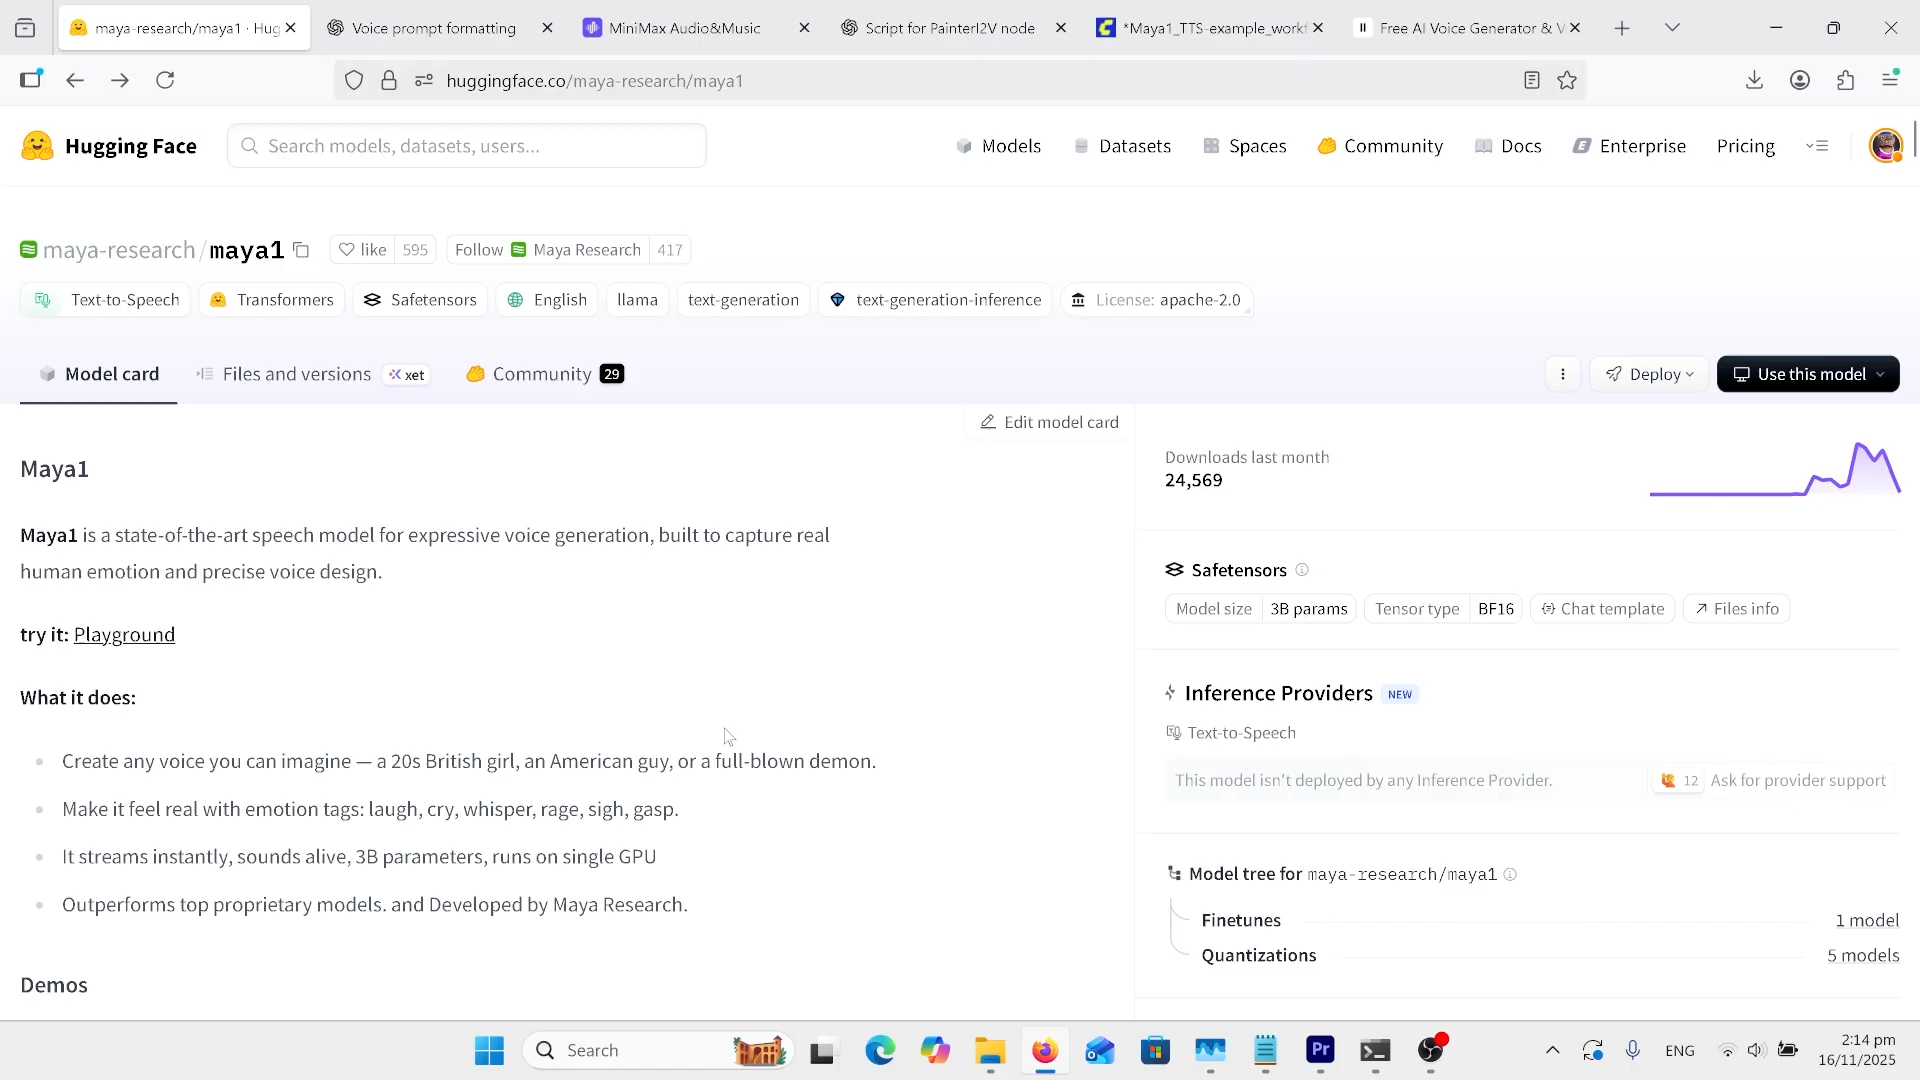 maya-research/maya1 · Hug
Voice prompt formatting
MiniMax Audio&Music
Script for PainterI2V node
*Maya1_TTS-example_workf
Free AI Voice Generator & V
huggingface.co/maya-research/maya1
Hugging Face
Search models, datasets, users...
Models
Datasets
Spaces
Community
Docs
Enterprise
Pricing
maya-research/maya1
like 595
Follow Maya Research 417
Text-to-Speech
Transformers
Safetensors
English
llama
text-generation
text-generation-inference
License: apache-2.0
Model card
Files and versions xet
Community 29
Deploy
Use this model
Edit model card
Maya1
Maya1 is a state-of-the-art speech model for expressive voice generation, built to capture real
human emotion and precise voice design.
try it: Playground
What it does:
Create any voice you can imagine — a 20s British girl, an American guy, or a full-blown demon.
Make it feel real with emotion tags: laugh, cry, whisper, rage, sigh, gasp.
It streams instantly, sounds alive, 3B parameters, runs on single GPU
Outperforms top proprietary models. and Developed by Maya Research.
Demos
Downloads last month
24,569
Safetensors
Model size 3B params
Tensor type BF16
Chat template
Files info
Inference Providers NEW
Text-to-Speech
This model isn't deployed by any Inference Provider.
12 Ask for provider support
Model tree for maya-research/maya1
Finetunes 1 model
Quantizations 5 models
Search
Pr
ENG
2:14 pm
16/11/2025